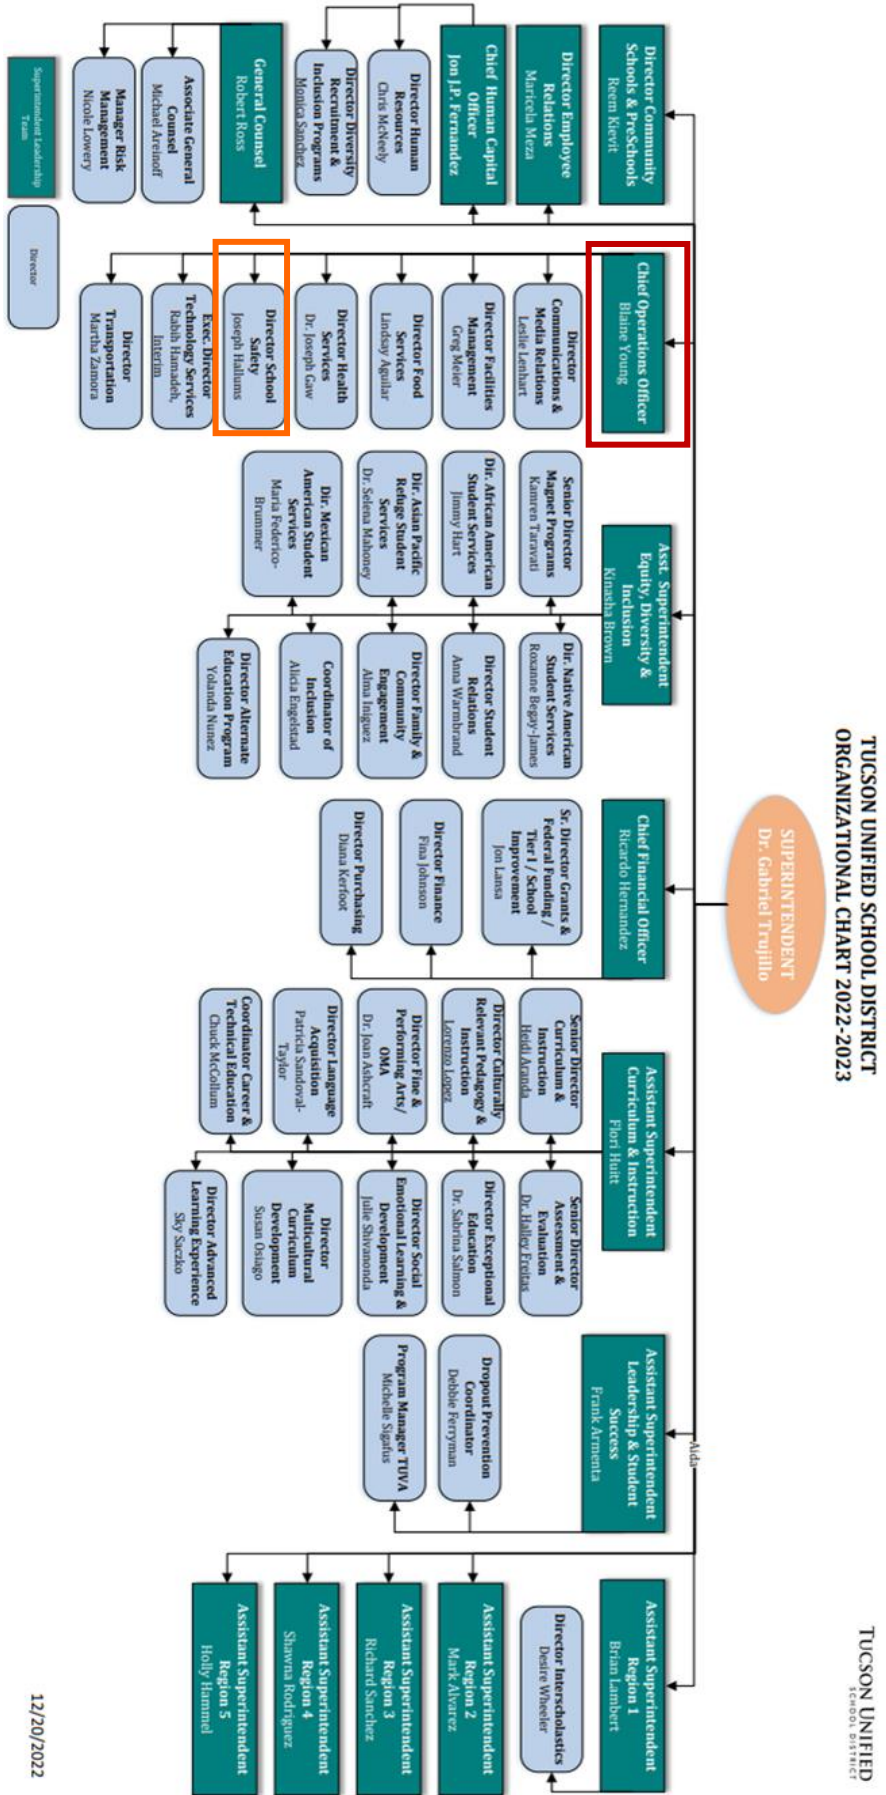 TUCSON UNIFIED
SCHOOL DISTRICT
TUCSON UNIFIED SCHOOL DISTRICT
ORGANIZATIONAL CHART 2022-2023
SUPERINTENDENT
Dr. Gabriel Trujillo
Aida
Director Community
Schools & PreSchools
Reem Kievit
Director Employee
Relations
Maricela Meza
Chief Human Capital
Officer
Jon J.P. Fernandez
Director Human
Resources
Chris McNeely
Director Diversity
Recruitment &
Inclusion Programs
Monica Sanchez
General Counsel
Robert Ross
Associate General
Counsel
Michael Areinoff
Manager Risk
Management
Nicole Lowery
Chief Operations Officer
Blaine Young
Director
Communications &
Media Relations
Leslie Lenhart
Director Facilities
Management
Greg Meier
Director Food
Services
Lindsay Aguilar
Director Health
Services
Dr. Joseph Gaw
Director School
Safety
Joseph Hallums
Exec. Director
Technology Services
Rabih Hamadeh,
Interim
Director
Transportation
Martha Zamora
Asst. Superintendent
Equity, Diversity &
Inclusion
Kinasha Brown
Senior Director
Magnet Programs
Kamren Taravati
Dir. African American
Student Services
Jimmy Hart
Dir. Asian Pacific
Refuge Student
Services
Dr. Selena Mahoney
Dir. Mexican
American Student
Services
Maria Federico-
Brummer
Dir. Native American
Student Services
Roxanne Begay-James
Director Student
Relations
Anna Warmbrand
Director Family &
Community
Engagement
Alma Iniguez
Coordinator of
Inclusion
Alicia Engelstad
Director Alternate
Education Program
Yolanda Nunez
Chief Financial Officer
Ricardo Hernandez
Sr. Director Grants &
Federal Funding /
Tier I / School
Improvement
Jon Lansa
Director Finance
Fina Johnson
Director Purchasing
Diana Kerfoot
Assistant Superintendent
Curriculum & Instruction
Flori Huitt
Senior Director
Curriculum &
Instruction
Heidi Aranda
Director Culturally
Relevant Pedagogy &
Instruction
Lorenzo Lopez
Director Fine &
Performing Arts/
OMA
Dr. Joan Ashcraft
Director Language
Acquisition
Patricia Sandoval-
Taylor
Coordinator Career &
Technical Education
Chuck McCollum
Senior Director
Assessment &
Evaluation
Dr. Halley Freitas
Director Exceptional
Education
Dr. Sabrina Salmon
Director Social
Emotional Learning &
Development
Julie Shivanonda
Director
Multicultural
Curriculum
Development
Susan Osiago
Director Advanced
Learning Experience
Sky Saczko
Assistant Superintendent
Leadership & Student
Success
Frank Armenta
Dropout Prevention
Coordinator
Debbie Ferryman
Program Manager TUVA
Michelle Sigafus
Assistant Superintendent
Region 1
Brian Lambert
Director Interscholastics
Desire Wheeler
Assistant Superintendent
Region 2
Mark Alvarez
Assistant Superintendent
Region 3
Richard Sanchez
Assistant Superintendent
Region 4
Shawna Rodriguez
Assistant Superintendent
Region 5
Holly Hammel
Superintendent Leadership
Team
Director
12/20/2022